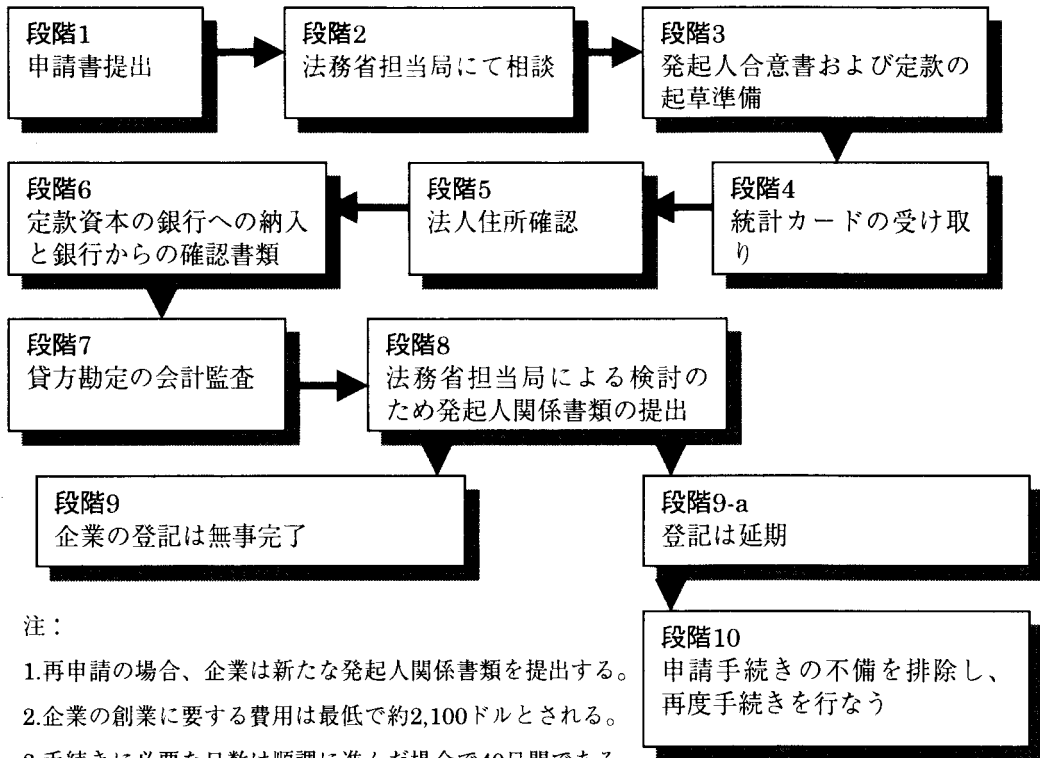 段階1
申請書提出
段階2
法務省担当局にて相談
段階3
発起人合意書および定款の
起草準備
段階4
統計カードの受け取
り
段階5
法人住所確認
段階6
定款資本の銀行への納入
と銀行からの確認書類
段階7
貸方勘定の会計監査
段階8
法務省担当局による検討の
ため発起人関係書類の提出
段階9
企業の登記は無事完了
段階9-a
登記は延期
段階10
申請手続きの不備を排除し、
再度手続きを行なう
注：
1.再申請の場合、企業は新たな発起人関係書類を提出する。
2.企業の創業に要する費用は最低で約2,100ドルとされる。